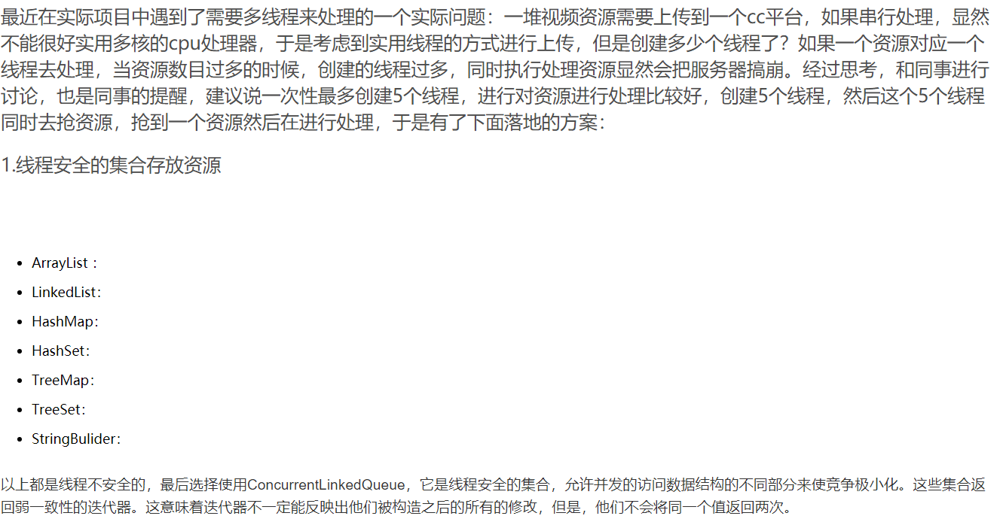 最近在实际项目中遇到了需要多线程来处理的一个实际问题：一堆视频资源需要上传到一个cc平台，如果串行处理，显然
不能很好实用多核的cpu处理器，于是考虑到实用线程的方式进行上传，但是创建多少个线程了？如果一个资源对应一个
线程去处理，当资源数目过多的时候，创建的线程过多，同时执行处理资源显然会把服务器搞崩。经过思考，和同事进行
讨论，也是同事的提醒，建议说一次性最多创建5个线程，进行对资源进行处理比较好，创建5个线程，然后这个5个线程
同时去抢资源，抢到一个资源然后在进行处理，于是有了下面落地的方案：
1.线程安全的集合存放资源
• ArrayList：
• LinkedList：
• HashMap：
• HashSet：
• TreeMap：
• TreeSet：
• StringBulider：
以上都是线程不安全的，最后选择使用ConcurrentLinkedQueue，它是线程安全的集合，允许并发的访问数据结构的不同部分来使竞争极小化。这些集合返
回弱一致性的迭代器。这意味着迭代器不一定能反映出他们被构造之后的所有的修改，但是，他们不会将同一个值返回两次。